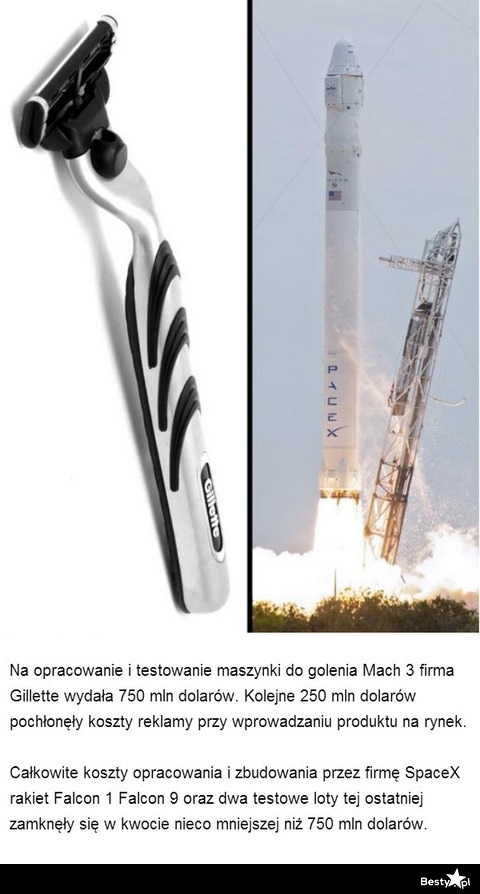 Gillette
9
SPACEX
Na opracowanie i testowanie maszynki do golenia Mach 3 firma
Gillette wydała 750 mln dolarów. Kolejne 250 mln dolarów
pochłonęły koszty reklamy przy wprowadzaniu produktu na rynek.
Całkowite koszty opracowania i zbudowania przez firmę SpaceX
rakiet Falcon 1 Falcon 9 oraz dwa testowe loty tej ostatniej
zamknęły się w kwocie nieco mniejszej niż 750 mln dolarów.
Besty.pl